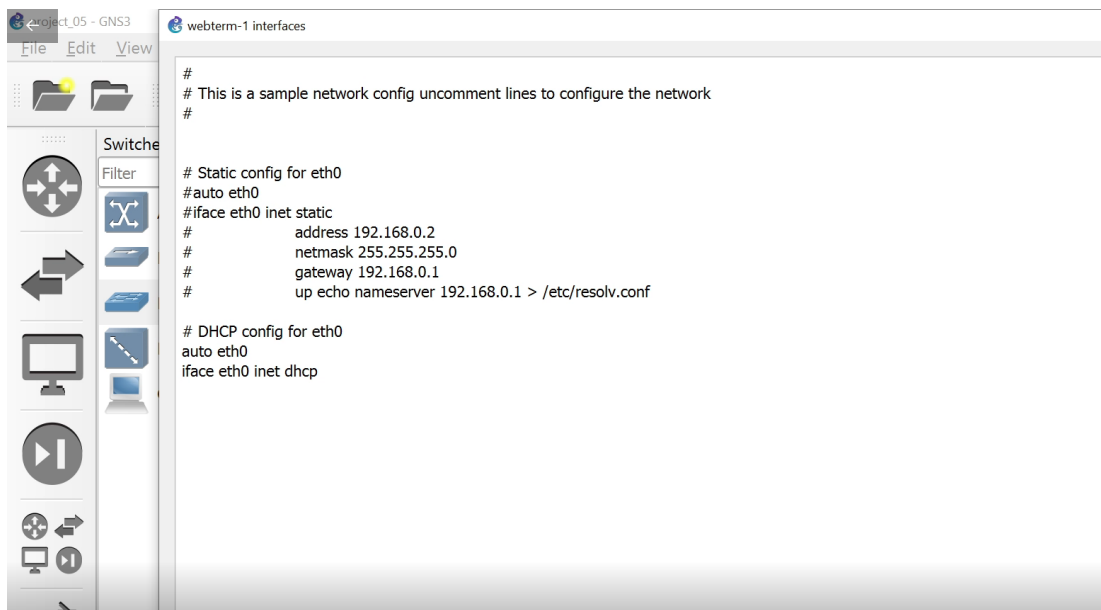 project_05 - GNS3
webterm-1 interfaces
File Edit View
#
# This is a sample network config uncomment lines to configure the network
#
Switche
Filter
# Static config for eth0
#auto eth0
#iface eth0 inet static
# address 192.168.0.2
# netmask 255.255.255.0
# gateway 192.168.0.1
# up echo nameserver 192.168.0.1 > /etc/resolv.conf
# DHCP config for eth0
auto eth0
iface eth0 inet dhcp